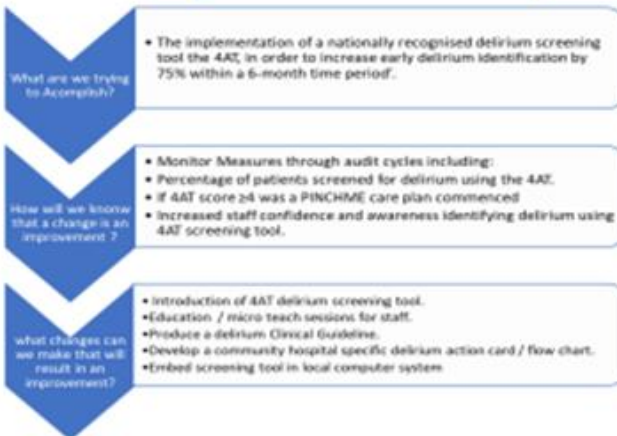 What are we trying
to Acomplish?
• The implementation of a nationally recognised delirium screening
tool the 4AT, in order to increase early delirium identification by
75% within a 6-month time period'.
How will we knonw
that a change is an
improvement ?
• Monitor Measures through audit cycles including:
• Percentage of patients screened for delirium using the 4AT.
• If 4AT score ≥4 was a PINCHME care plan commenced
• Increased staff confidence and awareness identifying delirium using
4AT screening tool.
what changes can
we make that will
result in an
improvement?
• Introduction of 4AT delirium screening tool.
•Education / micro teach sessions for staff.
•Produce a delirium Clinical Guideline.
•Develop a community hospital specific delirium action card / flow chart.
•Embed screening tool in local computer system